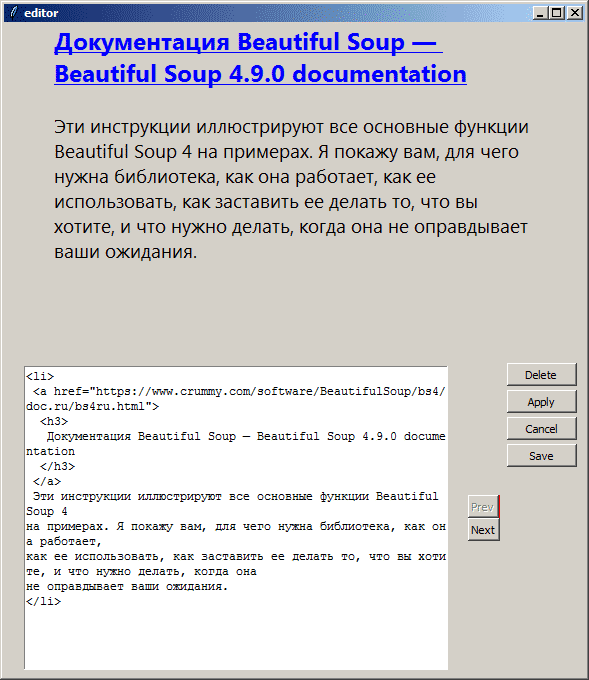 editor
Документация Beautiful Soup —
Beautiful Soup 4.9.0 documentation
Эти инструкции иллюстрируют все основные функции
Beautiful Soup 4 на примерах. Я покажу вам, для чего
нужна библиотека, как она работает, как ее
использовать, как заставить ее делать то, что вы
хотите, и что нужно делать, когда она не оправдывает
ваши ожидания.
<li>
<a href="https://www.crummy.com/software/BeautifulSoup/bs4/
doc.ru/bs4ru.html">
<h3>
Документация Beautiful Soup — Beautiful Soup 4.9.0 docume
ntation
</h3>
</a>
Эти инструкции иллюстрируют все основные функции Beautiful
Soup 4
на примерах. Я покажу вам, для чего нужна библиотека, как он
а работает,
как ее использовать, как заставить ее делать то, что вы хоти
те, и что нужно делать, когда она
не оправдывает ваши ожидания.
</li>
Delete
Apply
Cancel
Save
Prev
Next